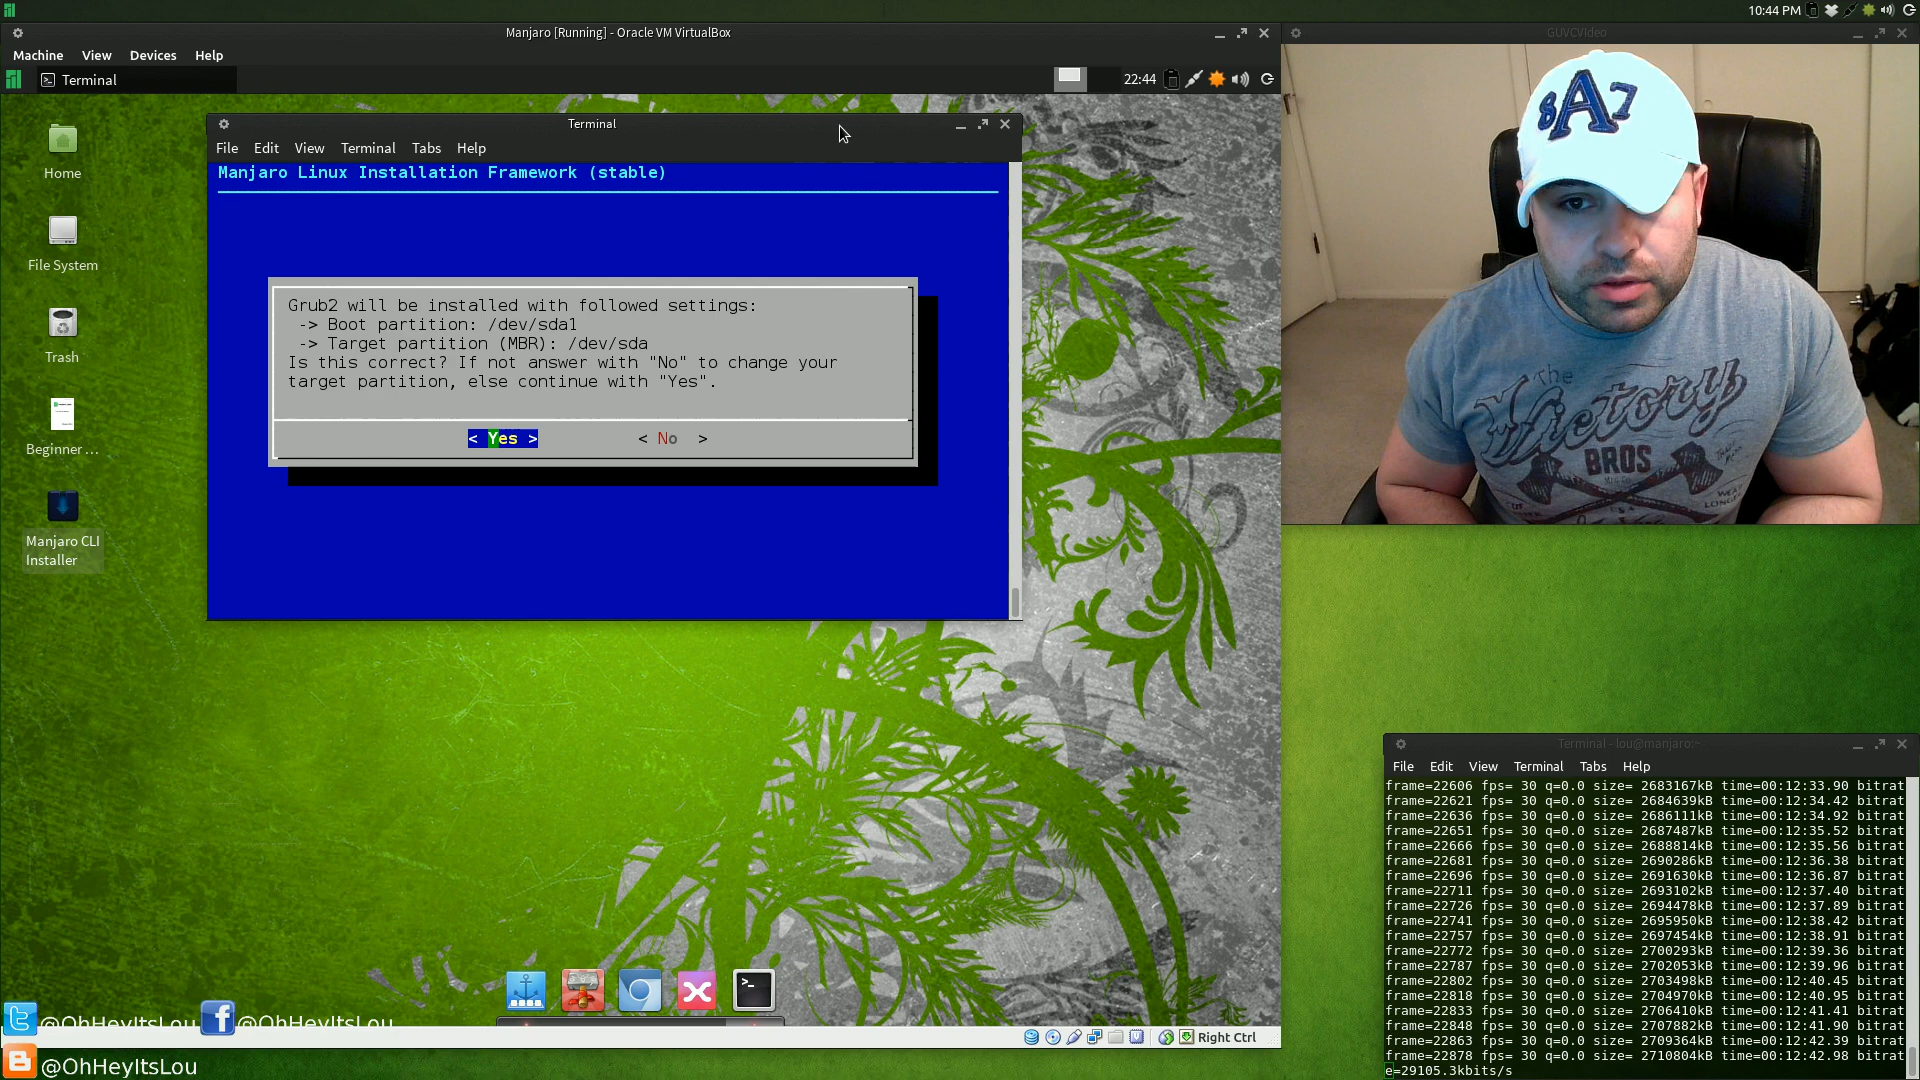 10:44 PM
Manjaro [Running] - Oracle VM VirtualBox
Machine View Devices Help
Terminal
22:44
Terminal
File Edit View Terminal Tabs Help
Manjaro Linux Installation Framework (stable)
Grub2 will be installed with followed settings:
-> Boot partition: /dev/sda1
-> Target partition (MBR): /dev/sda
Is this correct? If not answer with "No" to change your
target partition, else continue with "Yes".
< Yes > < No >
Home
File System
Trash
Beginner ...
Manjaro CLI
Installer
@OhHeyItsLou
@OhHeyItsLou
@OhHeyItsLou
Right Ctrl
GUVCVideo
8A7
The
Victory
BROS
Terminal - lou@manjaro:~
File Edit View Terminal Tabs Help
frame=22606 fps= 30 q=0.0 size= 2683167kB time=00:12:33.90 bitrat
frame=22621 fps= 30 q=0.0 size= 2684639kB time=00:12:34.42 bitrat
frame=22636 fps= 30 q=0.0 size= 2686111kB time=00:12:34.92 bitrat
frame=22651 fps= 30 q=0.0 size= 2687487kB time=00:12:35.52 bitrat
frame=22666 fps= 30 q=0.0 size= 2688814kB time=00:12:35.56 bitrat
frame=22681 fps= 30 q=0.0 size= 2690286kB time=00:12:36.38 bitrat
frame=22696 fps= 30 q=0.0 size= 2691630kB time=00:12:36.87 bitrat
frame=22711 fps= 30 q=0.0 size= 2693102kB time=00:12:37.40 bitrat
frame=22726 fps= 30 q=0.0 size= 2694478kB time=00:12:37.89 bitrat
frame=22741 fps= 30 q=0.0 size= 2695950kB time=00:12:38.42 bitrat
frame=22757 fps= 30 q=0.0 size= 2697454kB time=00:12:38.91 bitrat
frame=22772 fps= 30 q=0.0 size= 2700293kB time=00:12:39.36 bitrat
frame=22787 fps= 30 q=0.0 size= 2702053kB time=00:12:39.96 bitrat
frame=22802 fps= 30 q=0.0 size= 2703498kB time=00:12:40.45 bitrat
frame=22818 fps= 30 q=0.0 size= 2704970kB time=00:12:40.95 bitrat
frame=22833 fps= 30 q=0.0 size= 2706410kB time=00:12:41.41 bitrat
frame=22848 fps= 30 q=0.0 size= 2707882kB time=00:12:41.90 bitrat
frame=22863 fps= 30 q=0.0 size= 2709364kB time=00:12:42.39 bitrat
frame=22878 fps= 30 q=0.0 size= 2710804kB time=00:12:42.98 bitrat
e=29105.3kbits/s